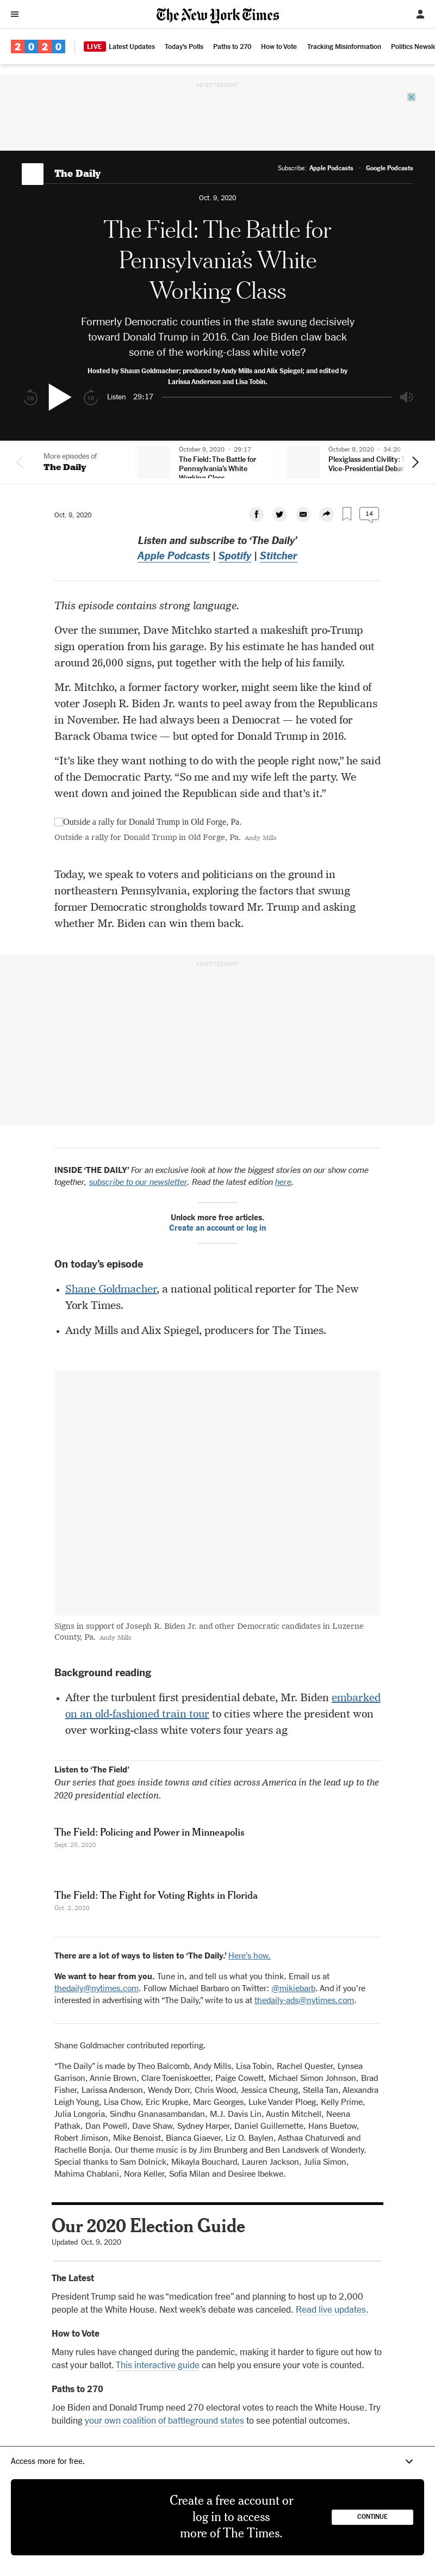 The New York Times
2020
LIVE Latest Updates Today's Polls Paths to 270 How to Vote Tracking Misinformation Politics
ADVERTISEMENT
The Daily
Subscribe: Apple Podcasts · Google Podcasts
Oct. 9, 2020
The Field: The Battle for
Pennsylvania’s White
Working Class
Formerly Democratic counties in the state swung decisively
toward Donald Trump in 2016. Can Joe Biden claw back
some of the working-class white vote?
Hosted by Shaun Goldmacher; produced by Andy Mills and Alix Spiegel; and edited by
Larissa Anderson and Lisa Tobin.
10 10 Listen 29:17
More episodes of
The Daily
October 9, 2020 · 29:17
The Field: The Battle for
Pennsylvania’s White
Working Class
October 8, 2020 · 34:20
Plexiglass and Civility:
Vice-Presidential
Oct. 9, 2020
14
Listen and subscribe to ‘The Daily’
Apple Podcasts | Spotify | Stitcher
This episode contains strong language.
Over the summer, Dave Mitchko started a makeshift pro-Trump
sign operation from his garage. By his estimate he has handed out
around 26,000 signs, put together with the help of his family.
Mr. Mitchko, a former factory worker, might seem like the kind of
voter Joseph R. Biden Jr. wants to peel away from the Republicans
in November. He had always been a Democrat — he voted for
Barack Obama twice — but opted for Donald Trump in 2016.
“It’s like they want nothing to do with the people right now,” he said
of the Democratic Party. “So me and my wife left the party. We
went down and joined the Republican side and that’s it.”
Outside a rally for Donald Trump in Old Forge, Pa.
Outside a rally for Donald Trump in Old Forge, Pa. Andy Mills
Today, we speak to voters and politicians on the ground in
northeastern Pennsylvania, exploring the factors that swung
former Democratic strongholds toward Mr. Trump and asking
whether Mr. Biden can win them back.
ADVERTISEMENT
INSIDE ‘THE DAILY’ For an exclusive look at how the biggest stories on our show come
together, subscribe to our newsletter. Read the latest edition here.
Unlock more free articles.
Create an account or log in
On today’s episode
• Shane Goldmacher, a national political reporter for The New
York Times.
• Andy Mills and Alix Spiegel, producers for The Times.
Signs in support of Joseph R. Biden Jr. and other Democratic candidates in Luzerne
County, Pa. Andy Mills
Background reading
• After the turbulent first presidential debate, Mr. Biden embarked
on an old-fashioned train tour to cities where the president won
over working-class white voters four years ag
Listen to ‘The Field’
Our series that goes inside towns and cities across America in the lead up to the
2020 presidential election.
The Field: Policing and Power in Minneapolis
Sept. 25, 2020
The Field: The Fight for Voting Rights in Florida
Oct. 2, 2020
There are a lot of ways to listen to ‘The Daily.’ Here’s how.
We want to hear from you. Tune in, and tell us what you think. Email us at
thedaily@nytimes.com. Follow Michael Barbaro on Twitter: @mikiebarb. And if you’re
interested in advertising with “The Daily,” write to us at thedaily-ads@nytimes.com.
Shane Goldmacher contributed reporting.
“The Daily” is made by Theo Balcomb, Andy Mills, Lisa Tobin, Rachel Quester, Lynsea
Garrison, Annie Brown, Clare Toeniskoetter, Paige Cowett, Michael Simon Johnson, Brad
Fisher, Larissa Anderson, Wendy Dorr, Chris Wood, Jessica Cheung, Stella Tan, Alexandra
Leigh Young, Lisa Chow, Eric Krupke, Marc Georges, Luke Vander Ploeg, Kelly Prime,
Julia Longoria, Sindhu Gnanasambandan, M.J. Davis Lin, Austin Mitchell, Neena
Pathak, Dan Powell, Dave Shaw, Sydney Harper, Daniel Guillemette, Hans Buetow,
Robert Jimison, Mike Benoist, Bianca Giaever, Liz O. Baylen, Asthaa Chaturvedi and
Rachelle Bonja. Our theme music is by Jim Brunberg and Ben Landsverk of Wonderly.
Special thanks to Sam Dolnick, Mikayla Bouchard, Lauren Jackson, Julia Simon,
Mahima Chablani, Nora Keller, Sofia Milan and Desiree Ibekwe.
Our 2020 Election Guide
Updated Oct. 9, 2020
The Latest
President Trump said he was “medication free” and planning to host up to 2,000
people at the White House. Next week’s debate was canceled. Read live updates.
How to Vote
Many rules have changed during the pandemic, making it harder to figure out how to
cast your ballot. This interactive guide can help you ensure your vote is counted.
Paths to 270
Joe Biden and Donald Trump need 270 electoral votes to reach the White House. Try
building your own coalition of battleground states to see potential outcomes.
Access more for free.
Create a free account or
log in to access
more of The Times.
CONTINUE